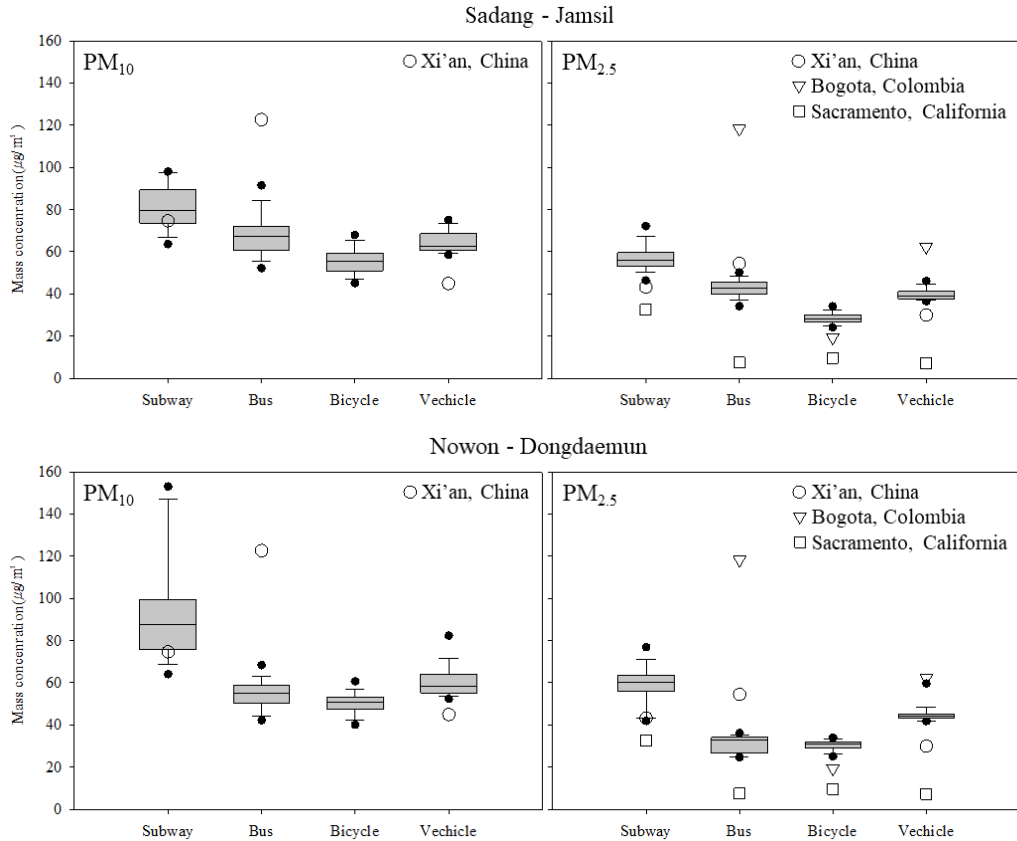 Sadang - Jamsil
PM10
Xi'an, China
PM2.5
Xi'an, China
Bogota, Colombia
Sacramento, California
Mass concenration(μg/m³)
160
140
120
100
80
60
40
20
0
Subway Bus Bicycle Vechicle
Subway Bus Bicycle Vechicle
Nowon - Dongdaemun
PM10
Xi'an, China
PM2.5
Xi'an, China
Bogota, Colombia
Sacramento, California
Mass concenration(μg/m³)
160
140
120
100
80
60
40
20
0
Subway Bus Bicycle Vechicle
Subway Bus Bicycle Vechicle